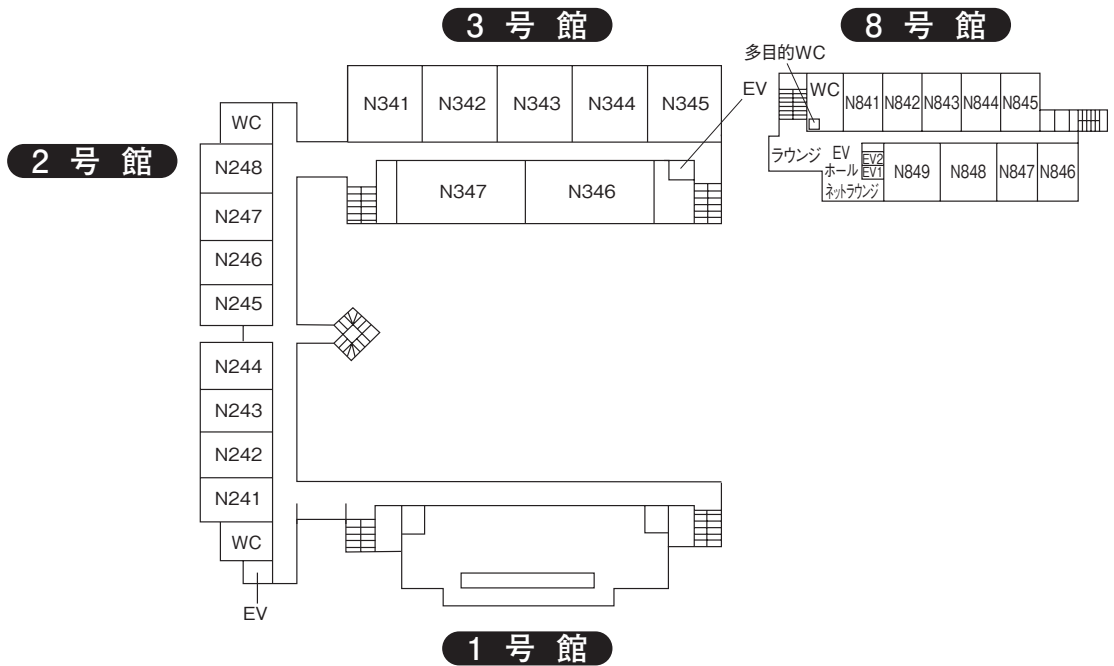 3 号 館
8 号 館
多目的WC
EV
N341
N342
N343
N344
N345
WC
N841
N842
N843
N844
N845
WC
2 号 館
N248
N247
N246
N245
N244
N243
N242
N241
WC
EV
N347
N346
ラウンジ
EV
ホール
ネットラウンジ
EV2
EV1
N849
N848
N847
N846
1 号 館